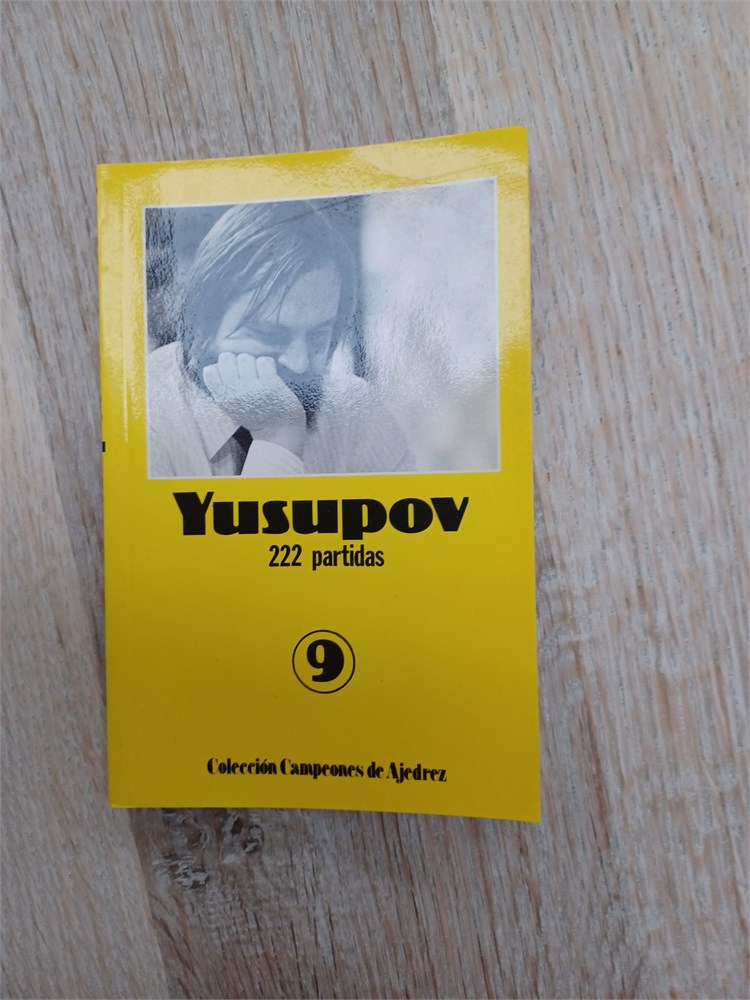 Yusupov
222 partidas
9
Colección Campeones de Ajedrez